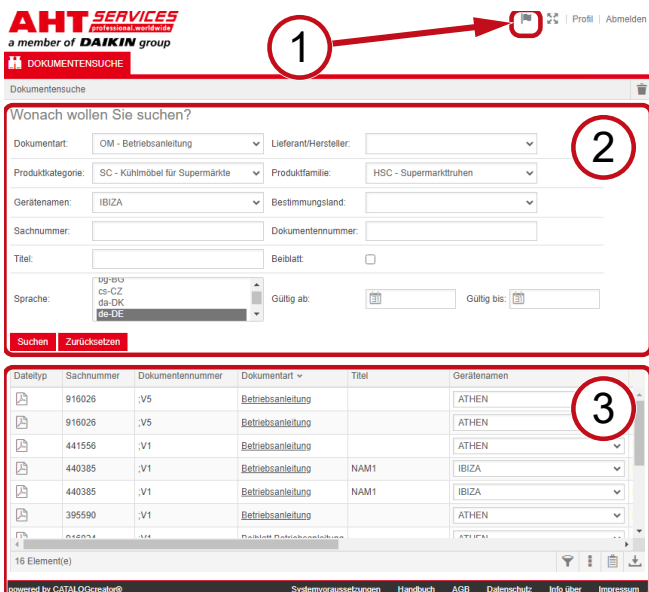 AHT SERVICES
professional.worldwide
a member of DAIKIN group
1
Profil Abmelden
DOKUMENTENSUCHE
Dokumentensuche
Wonach wollen Sie suchen?
2
Dokumentart: OM - Betriebsanleitung Lieferant/Hersteller:
Produktkategorie: SC - Kühlmöbel für Supermärkte Produktfamilie: HSC - Supermarkttruhen
Gerätenamen: IBIZA Bestimmungsland:
Sachnummer: Dokumentennummer:
Titel: Beiblatt:
bg-BG
cs-CZ
Sprache: da-DK Gültig ab: Gültig bis:
de-DE
Suchen Zurücksetzen
Dateityp Sachnummer Dokumentennummer Dokumentart Titel Gerätenamen
3
916026 ;V5 Betriebsanleitung ATHEN
916026 ;V5 Betriebsanleitung ATHEN
441556 ;V1 Betriebsanleitung ATHEN
440385 ;V1 Betriebsanleitung NAM1 IBIZA
440385 ;V1 Betriebsanleitung NAM1 IBIZA
395590 ;V1 Betriebsanleitung ATHEN
;V1 Beiblatt Betriebsanleitung ATHEN
16 Element(e)
powered by CATALOGcreator® Systemvoraussetzungen Handbuch AGB Datenschutz Info über Impressum